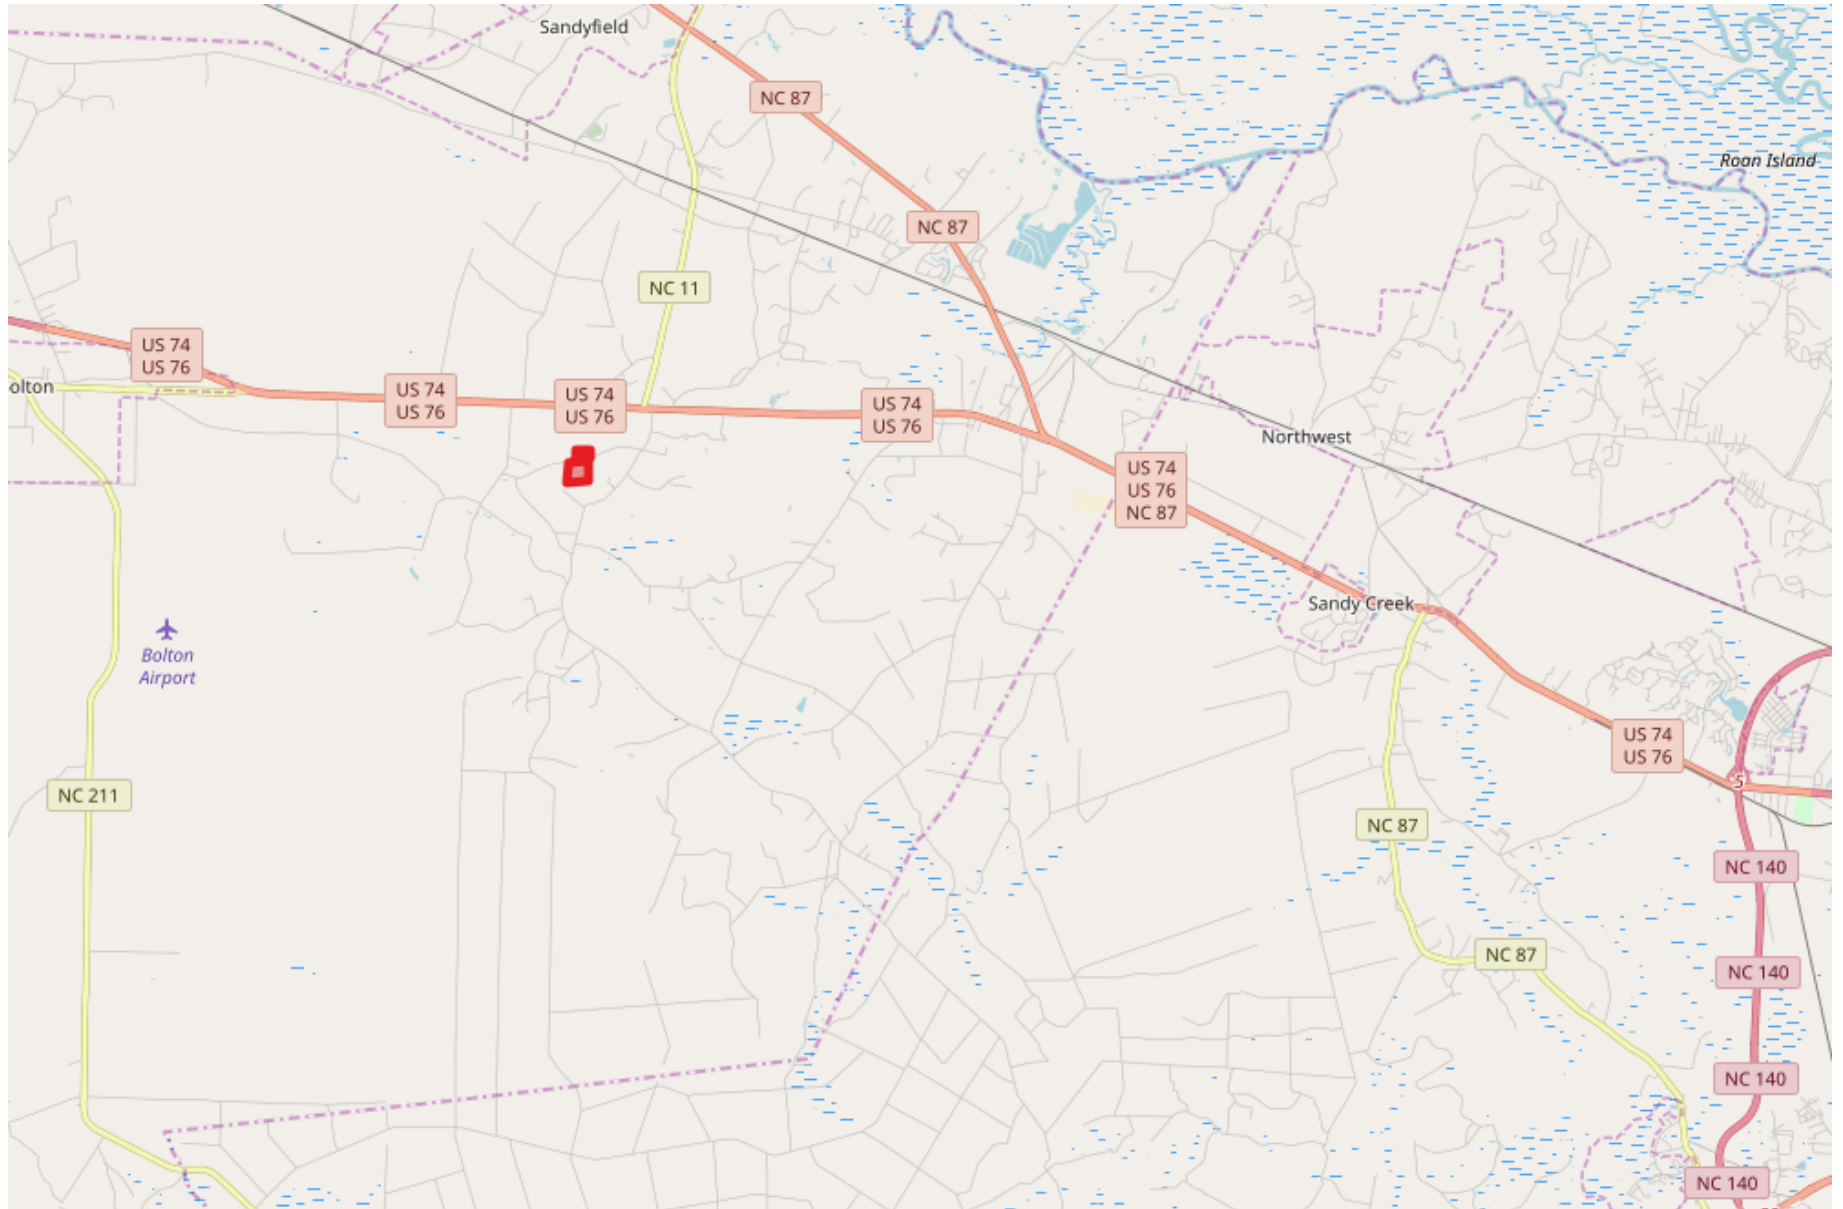 Sandyfield
NC 87
Roan Island
NC 87
NC 11
US 74
US 76
US 74
US 76
US 74
US 76
US 74
US 76
olton
Northwest
US 74
US 76
NC 87
Sandy Creek
Bolton
Airport
US 74
US 76
5
NC 211
NC 87
NC 140
NC 87
NC 140
NC 140
NC 140